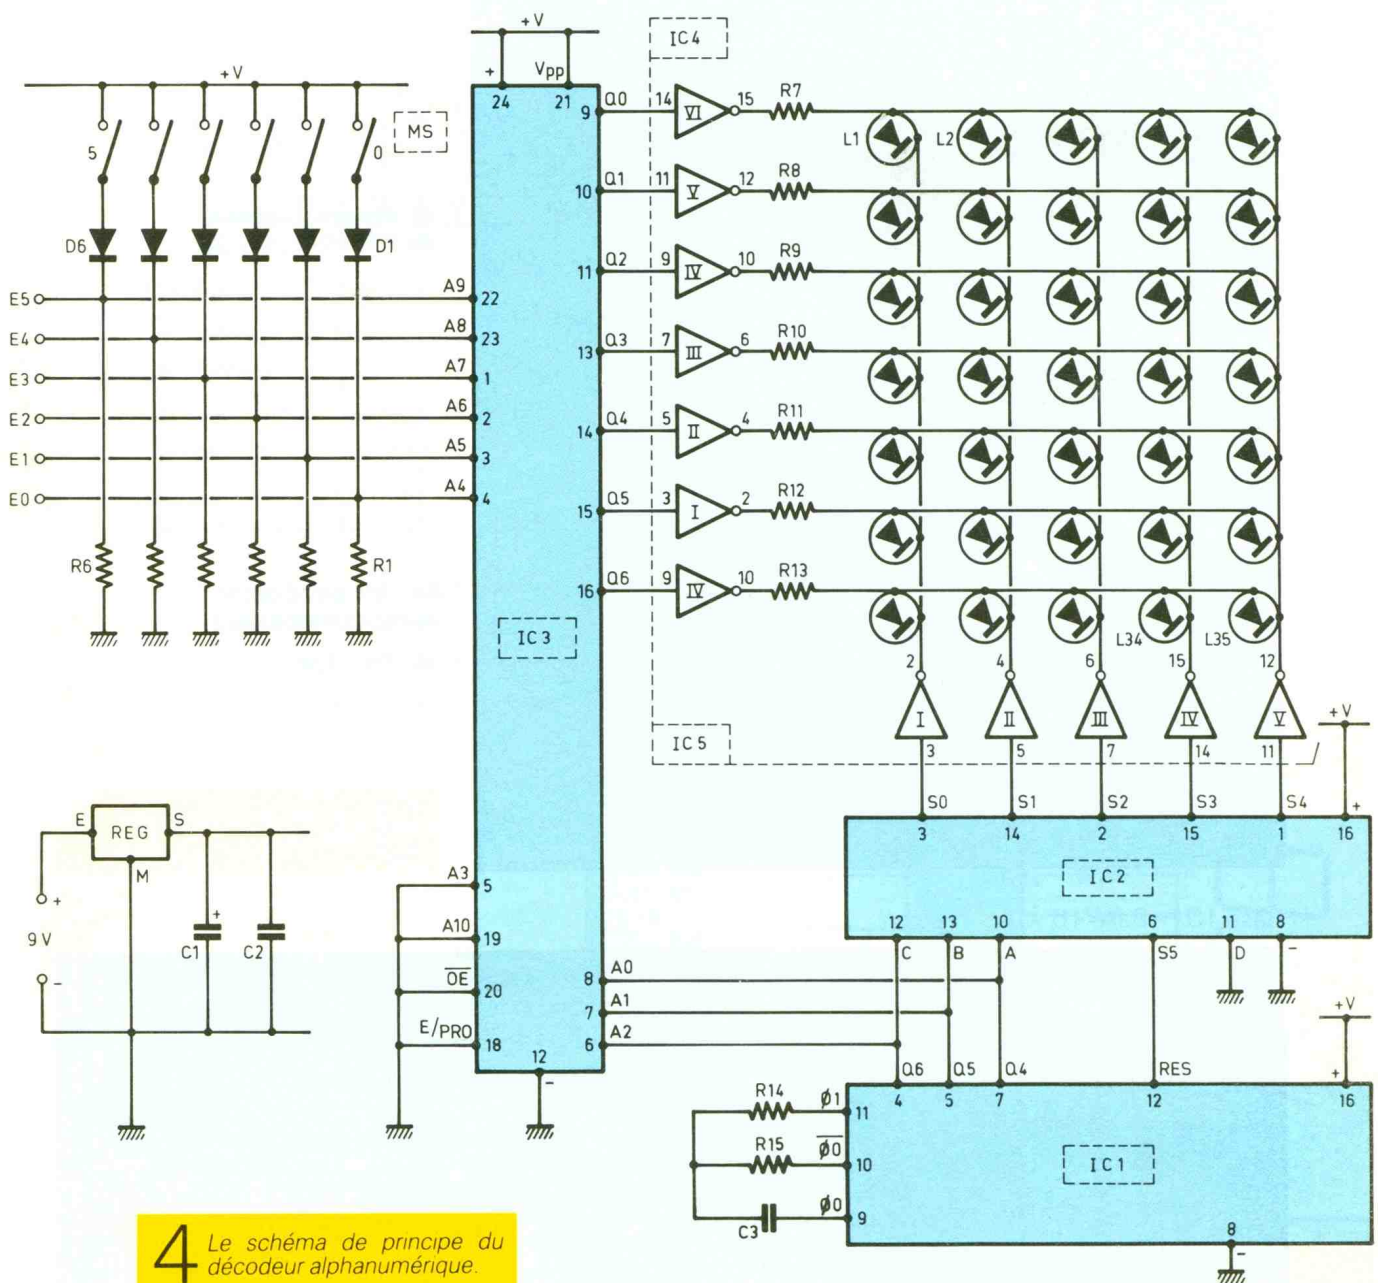 +V
IC4
+V
+ VPP
24 21
MS
5 0
D6 D1
E5 A9 22
E4 A8 23
E3 A7 1
E2 A6 2
E1 A5 3
E0 A4 4
R6 R1
IC3
9 Q0 14 VI 15 R7
L1 L2
10 Q1 11 V 12 R8
11 Q2 9 IV 10 R9
13 Q3 7 III 6 R10
14 Q4 5 II 4 R11
15 Q5 3 I 2 R12
16 Q6 9 IV 10 R13
L34 L35
2 4 6 15 12
I II III IV V
IC5
3 5 7 14 11
+V
S0 S1 S2 S3 S4 +
3 14 2 15 1 16
IC2
12 13 10 6 11 8
C B A S5 D -
E REG S
M
+
9V
-
+
C1 C2
A3 5
A10 19
OE 20
E/PRO 18
8 A0
7 A1
6 A2
12
-
+V
Q6 Q5 Q4 RES +
4 5 7 12 16
R14 Ø1 11
R15 Ø0 10
C3 Ø0 9
IC1
8
-
4 Le schéma de principe du
décodeur alphanumérique.